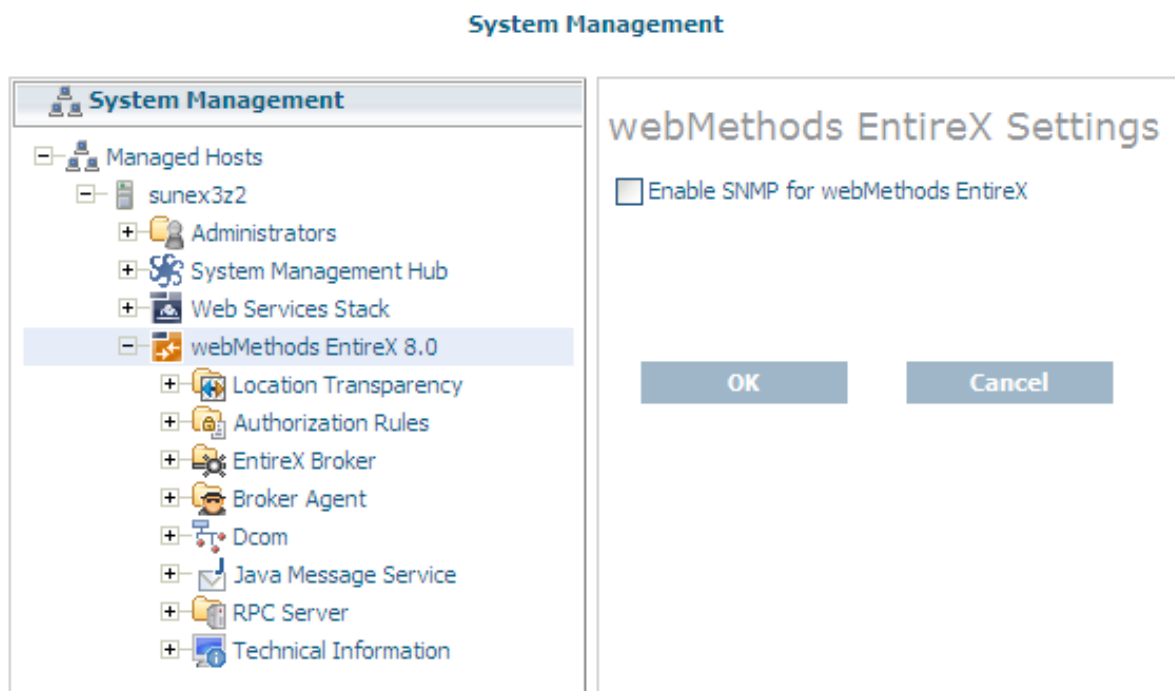 System Management
System Management
Managed Hosts
sunex3z2
Administrators
System Management Hub
Web Services Stack
webMethods EntireX 8.0
Location Transparency
Authorization Rules
EntireX Broker
Broker Agent
Dcom
Java Message Service
RPC Server
Technical Information
webMethods EntireX Settings
Enable SNMP for webMethods EntireX
OK
Cancel